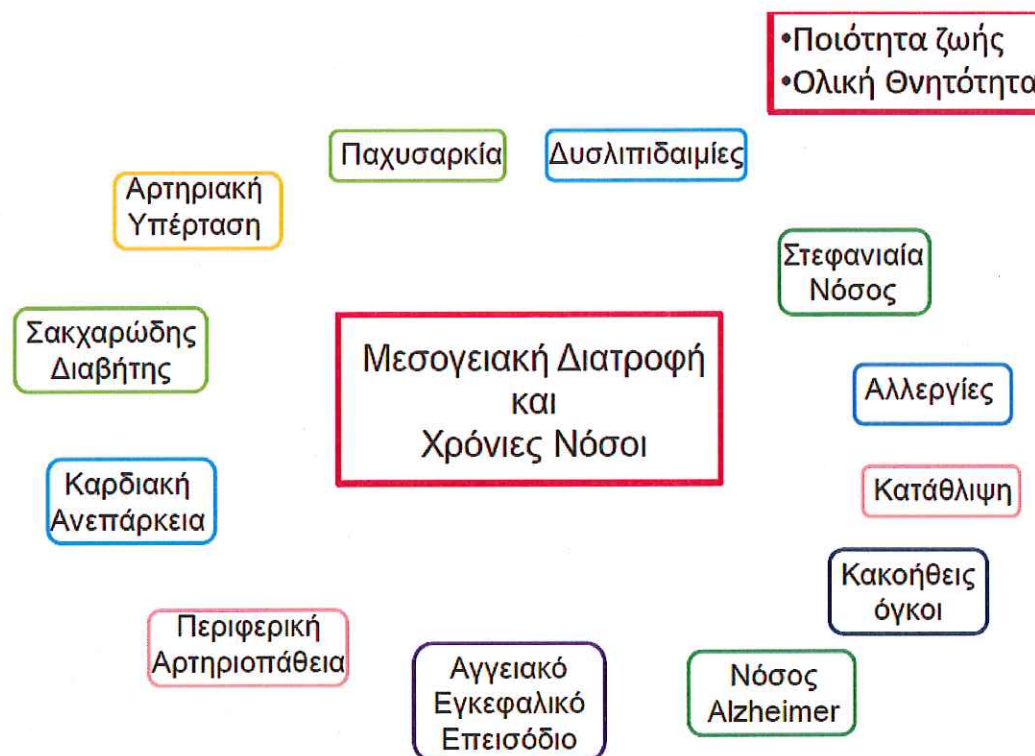 •Ποιότητα ζωής
•Ολική Θνητότητα
Παχυσαρκία
Δυσλιπιδαιμίες
Αρτηριακή
Υπέρταση
Στεφανιαία
Νόσος
Σακχαρώδης
Διαβήτης
Μεσογειακή Διατροφή
και
Χρόνιες Νόσοι
Αλλεργίες
Καρδιακή
Ανεπάρκεια
Κατάθλιψη
Κακοήθεις
όγκοι
Περιφερική
Αρτηριοπάθεια
Αγγειακό
Εγκεφαλικό
Επεισόδιο
Νόσος
Alzheimer